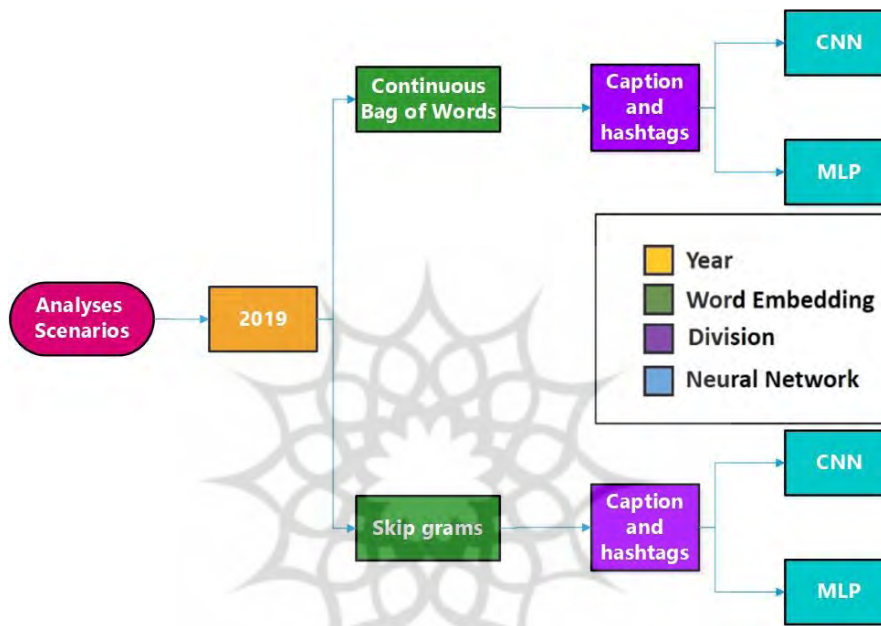 Analyses
Scenarios
2019
Continuous
Bag of Words
Caption
and
hashtags
CNN
MLP
Year
Word Embedding
Division
Neural Network
Skip grams
Caption
and
hashtags
CNN
MLP